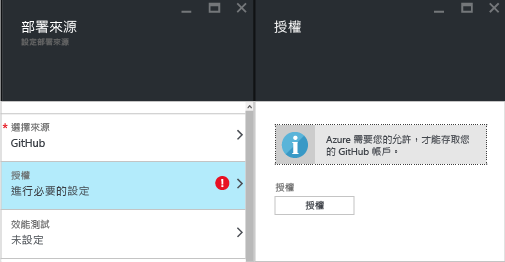 部署來源
設定部署來源
* 選擇來源
GitHub
授權
進行必要的設定
效能測試
未設定
授權
Azure 需要您的允許，才能存取您
的 GitHub 帳戶。
授權
授權